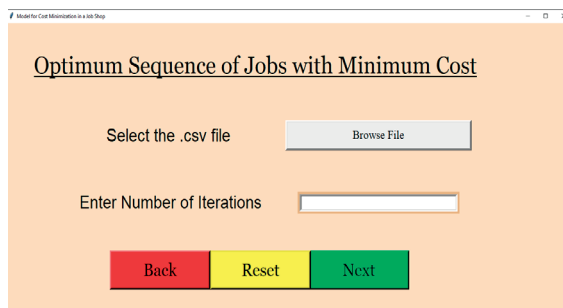 Model for Cost Minimization in a Job Shop
Optimum Sequence of Jobs with Minimum Cost
Select the .csv file
Browse File
Enter Number of Iterations
Back
Reset
Next